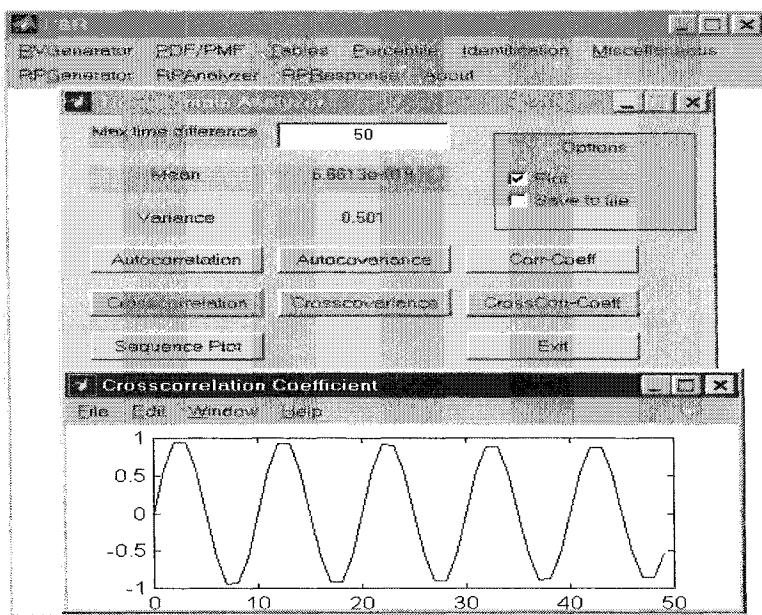 RVGenerator PDF/PMF Tables Percentile Identification Miscellaneous
RPGenerator RPAnalyzer RPResponse About
Max time difference 50
Options
Mean
Plot
Save to file
Variance 0.501
Autocorrelation Autocovariance Corr-Coeff
Crosscorrelation Crosscovarience CrossCorr-Coeff
Sequence Plot Exit
Crosscorrelation Coefficient
File Edit Window Help
1
0.5
0
-0.5
-1
0 10 20 30 40 50